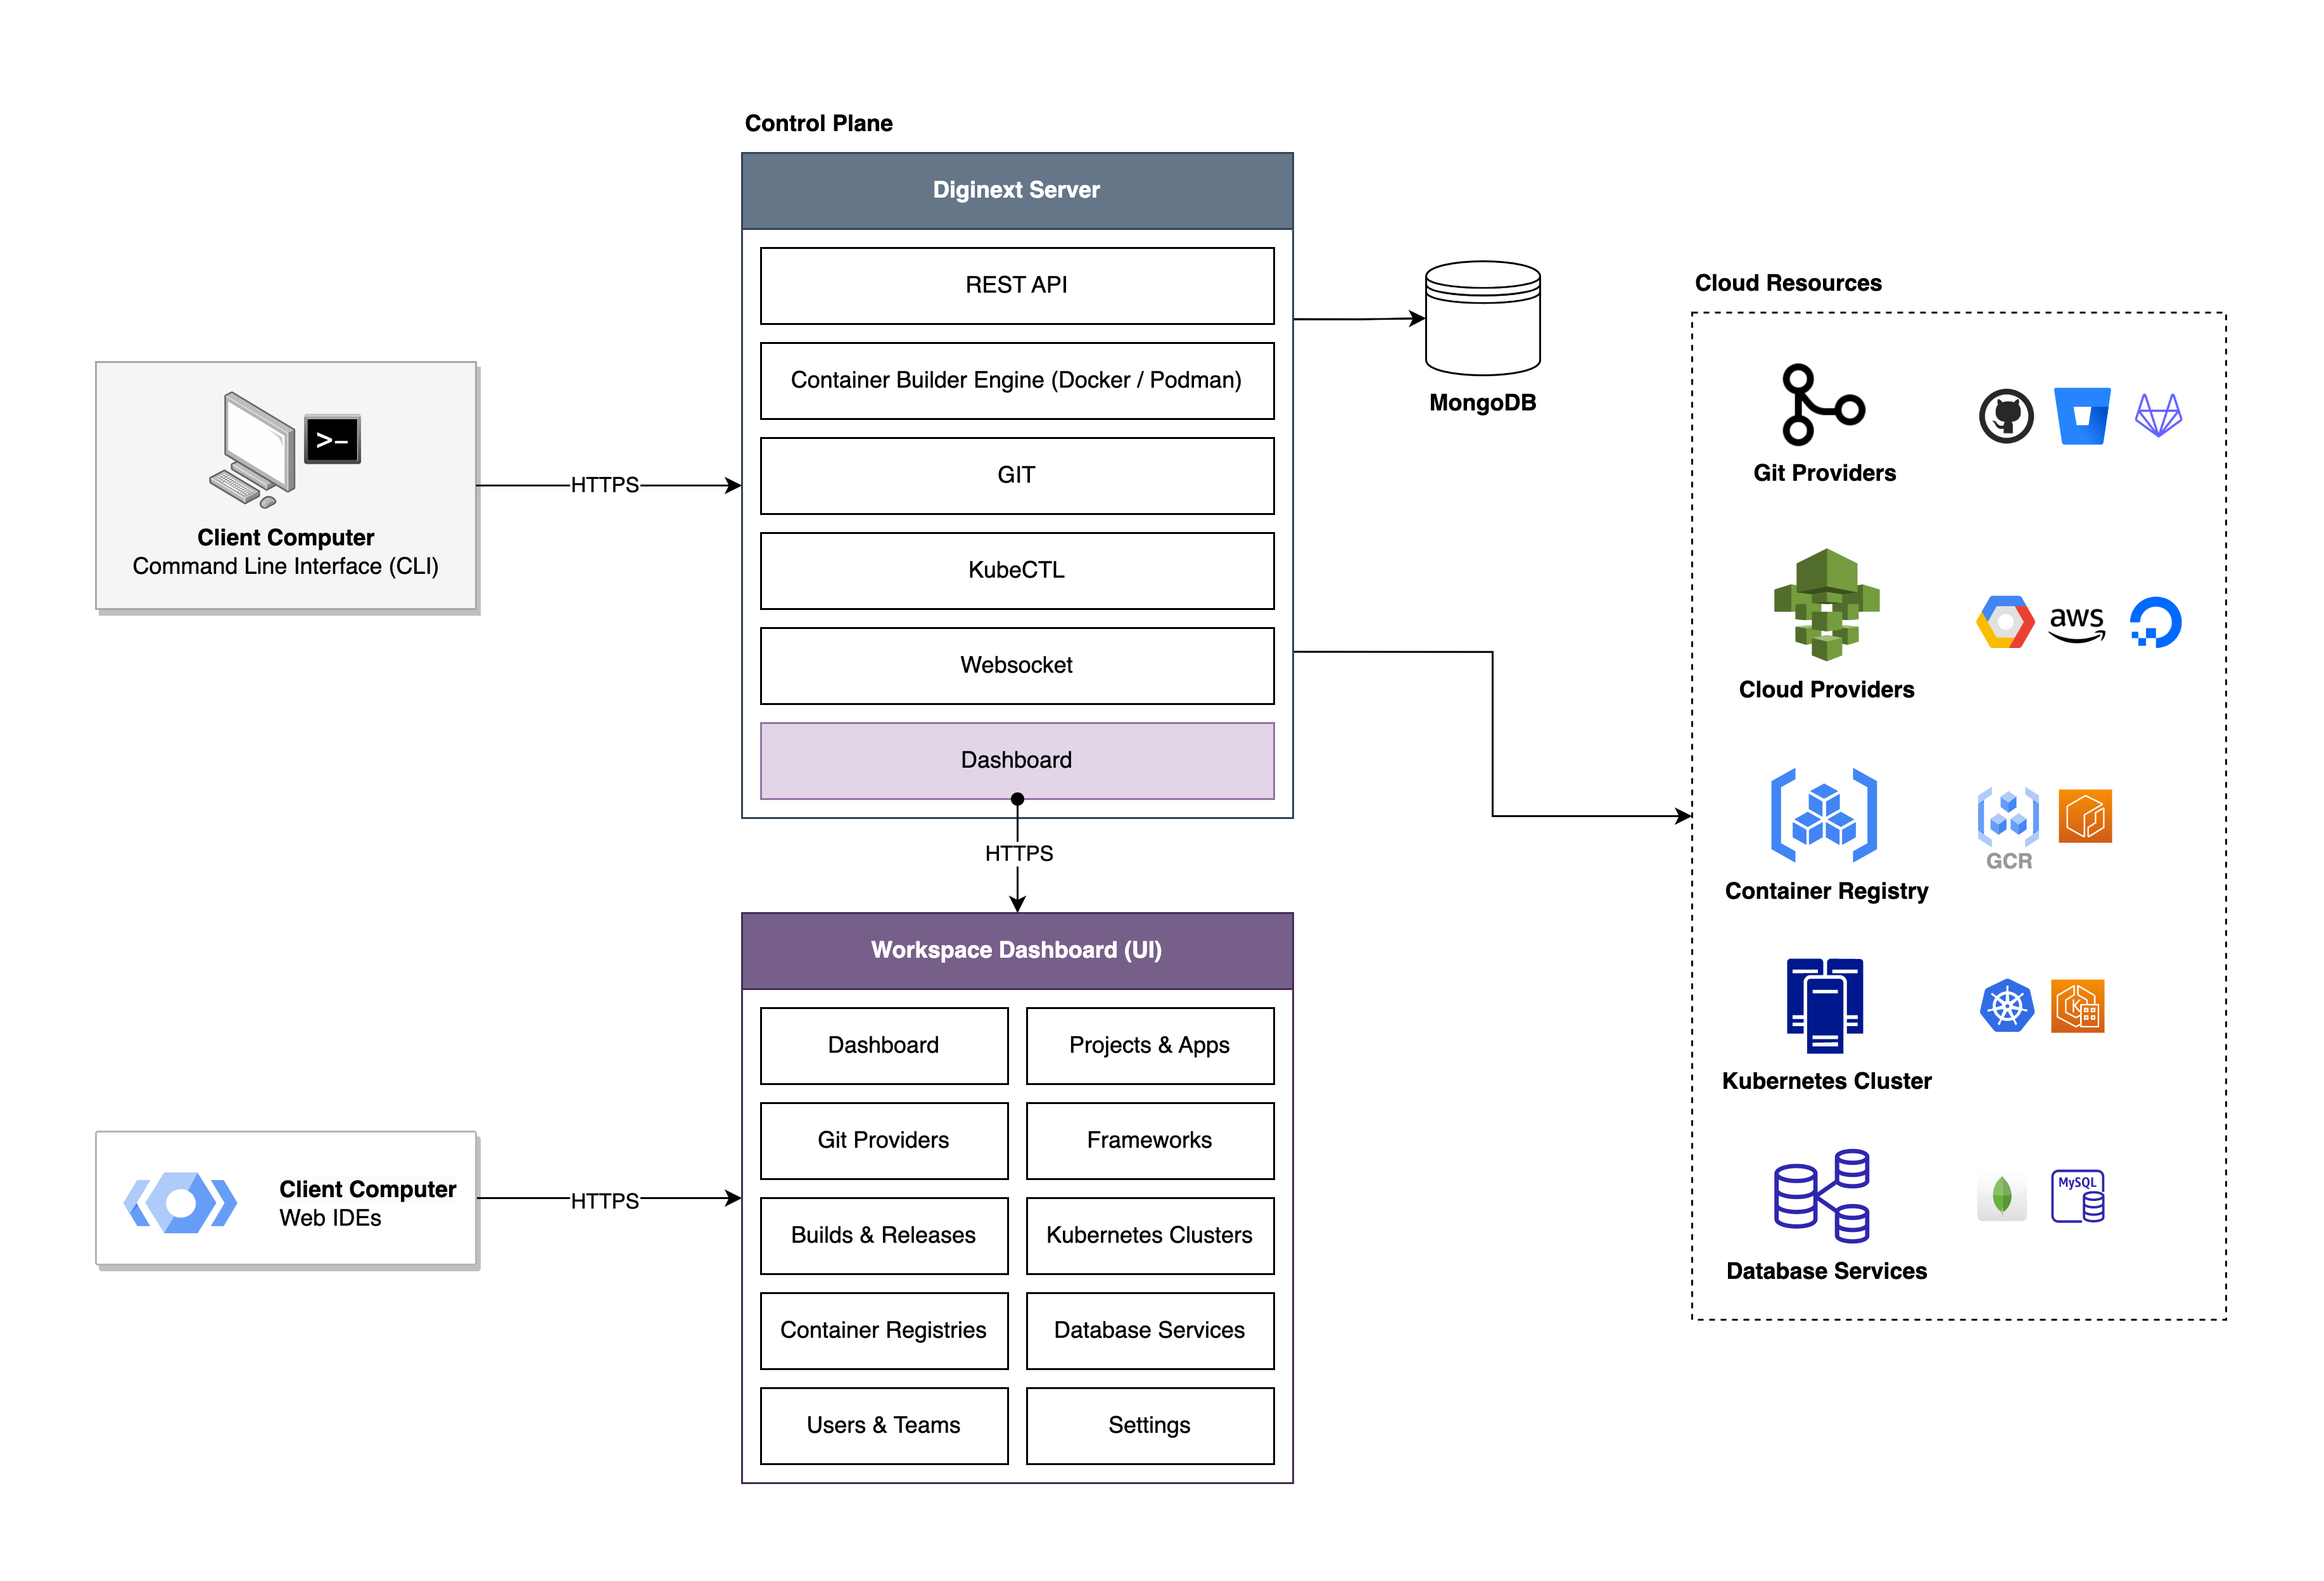 Control Plane
Diginext Server
REST API
Container Builder Engine (Docker / Podman)
GIT
KubeCTL
Websocket
Dashboard
>-
Client Computer
Command Line Interface (CLI)
HTTPS
MongoDB
HTTPS
Workspace Dashboard (UI)
Dashboard
Projects & Apps
Git Providers
Frameworks
Builds & Releases
Kubernetes Clusters
Container Registries
Database Services
Users & Teams
Settings
Client Computer
Web IDEs
HTTPS
Cloud Resources
Git Providers
aws
Cloud Providers
GCR
Container Registry
K
Kubernetes Cluster
MySQL
Database Services